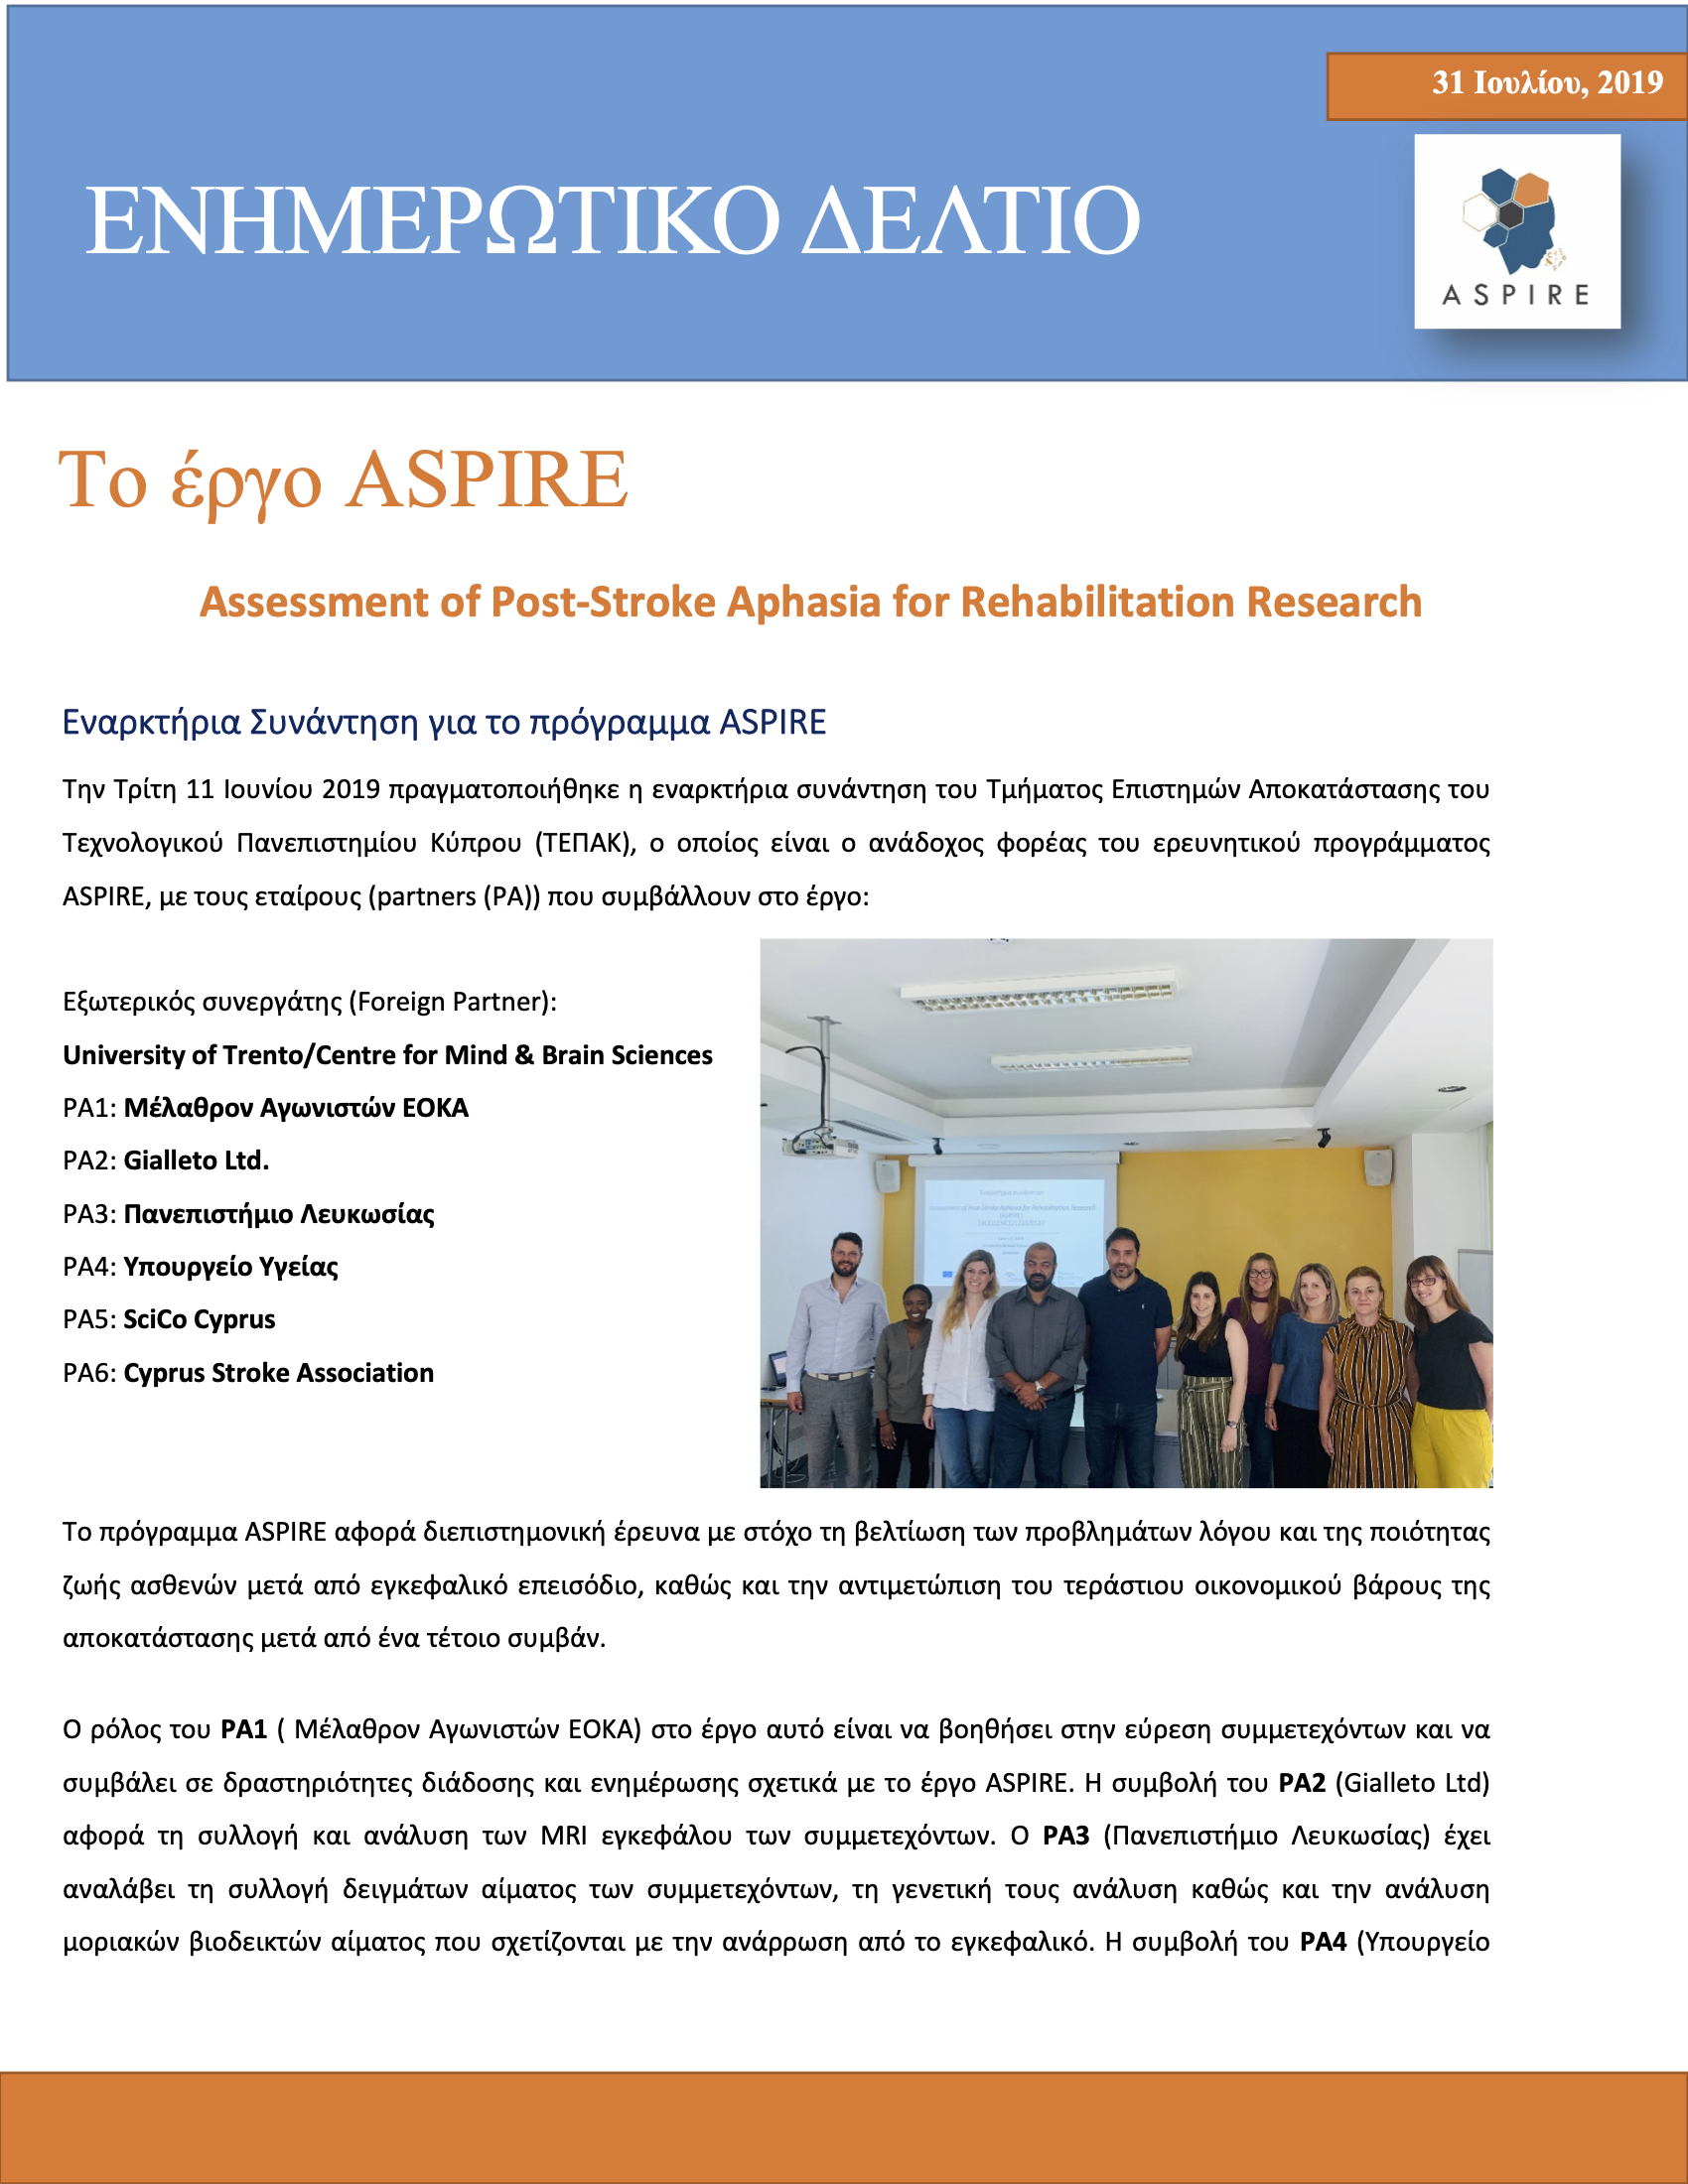 31 Ιουλίου, 2019
ΕΝΗΜΕΡΩΤΙΚΟ ΔΕΛΤΙΟ
ASPIRE
Το έργο ASPIRE
Assessment of Post-Stroke Aphasia for Rehabilitation Research
Εναρκτήρια Συνάντηση για το πρόγραμμα ASPIRE
Την Τρίτη 11 Ιουνίου 2019 πραγματοποιήθηκε η εναρκτήρια συνάντηση του Τμήματος Επιστημών Αποκατάστασης του
Τεχνολογικού Πανεπιστημίου Κύπρου (ΤΕΠΑΚ), ο οποίος είναι ο ανάδοχος φορέας του ερευνητικού προγράμματος
ASPIRE, με τους εταίρους (partners (PA)) που συμβάλλουν στο έργο:
Εξωτερικός συνεργάτης (Foreign Partner):
University of Trento/Centre for Mind & Brain Sciences
PA1: Μέλαθρον Αγωνιστών ΕΟΚΑ
PA2: Gialleto Ltd.
PA3: Πανεπιστήμιο Λευκωσίας
PA4: Υπουργείο Υγείας
PA5: SciCo Cyprus
PA6: Cyprus Stroke Association
Assessment of Post-Stroke Aphasia for Rehabilitation Research
Το πρόγραμμα ASPIRE αφορά διεπιστημονική έρευνα με στόχο τη βελτίωση των προβλημάτων λόγου και της ποιότητας
ζωής ασθενών μετά από εγκεφαλικό επεισόδιο, καθώς και την αντιμετώπιση του τεράστιου οικονομικού βάρους της
αποκατάστασης μετά από ένα τέτοιο συμβάν.
Ο ρόλος του PA1 ( Μέλαθρον Αγωνιστών ΕΟΚΑ) στο έργο αυτό είναι να βοηθήσει στην εύρεση συμμετεχόντων και να
συμβάλει σε δραστηριότητες διάδοσης και ενημέρωσης σχετικά με το έργο ASPIRE. Η συμβολή του PA2 (Gialleto Ltd)
αφορά τη συλλογή και ανάλυση των MRI εγκεφάλου των συμμετεχόντων. Ο PA3 (Πανεπιστήμιο Λευκωσίας) έχει
αναλάβει τη συλλογή δειγμάτων αίματος των συμμετεχόντων, τη γενετική τους ανάλυση καθώς και την ανάλυση
μοριακών βιοδεικτών αίματος που σχετίζονται με την ανάρρωση από το εγκεφαλικό. Η συμβολή του PA4 (Υπουργείο